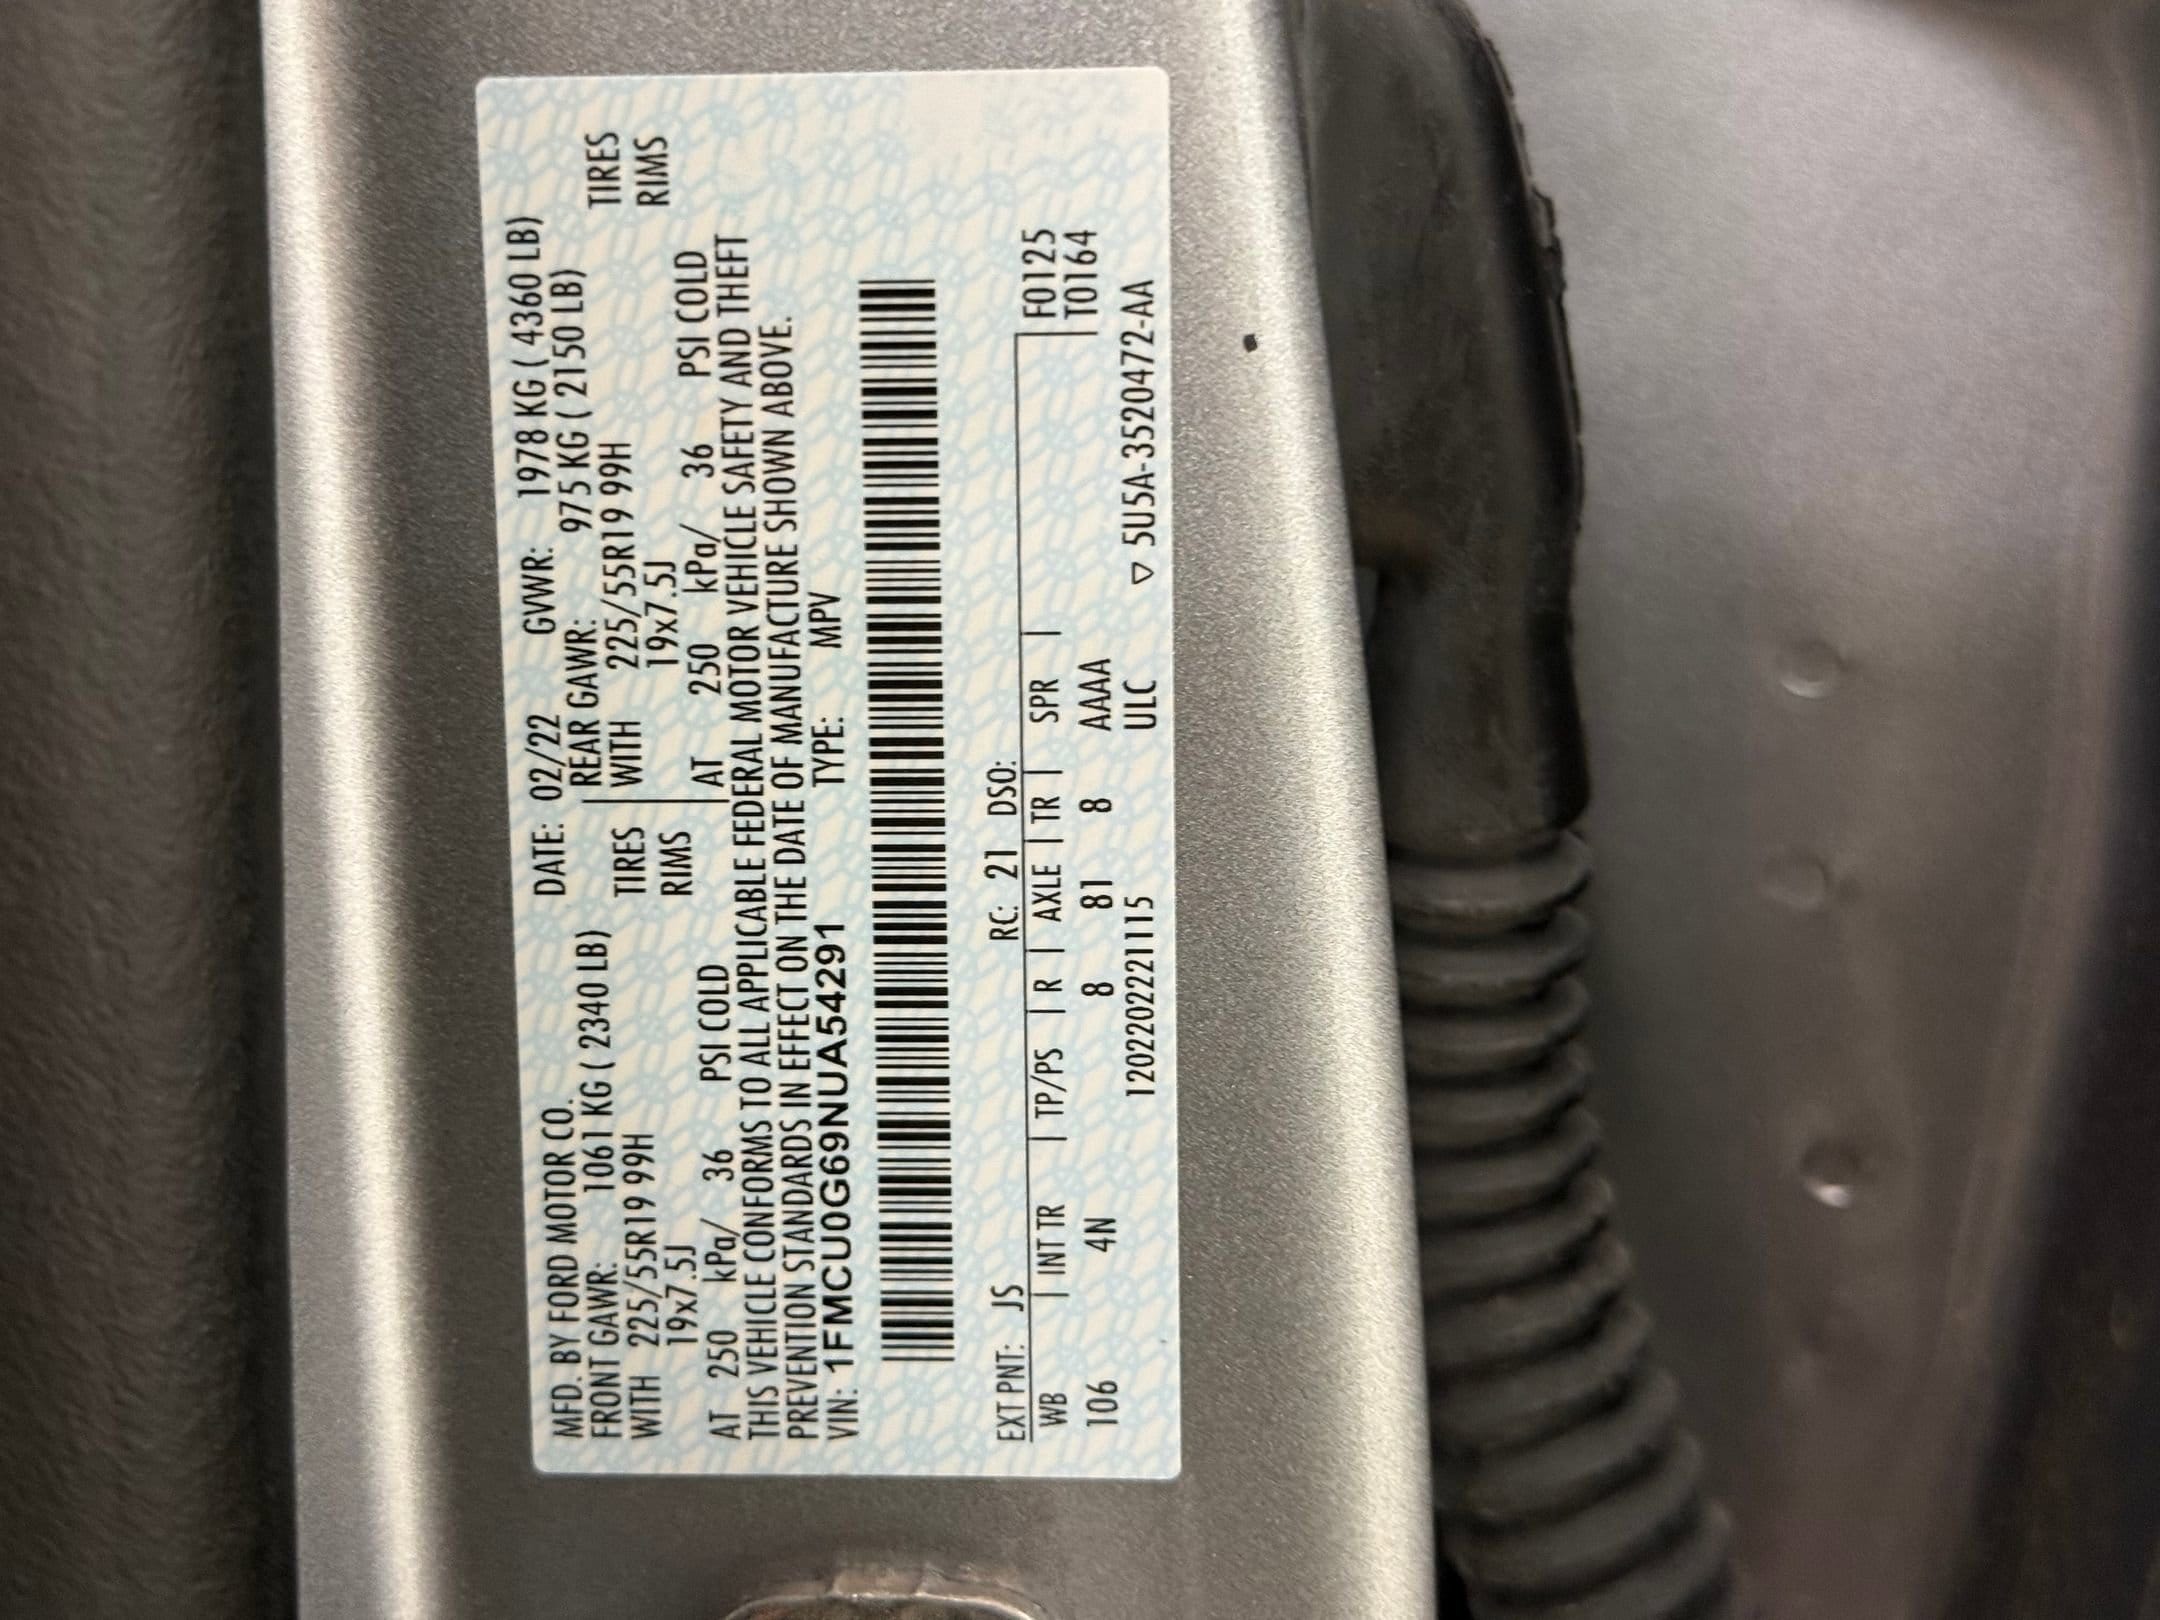 MFD. BY FORD MOTOR CO. DATE: 02/22 GVWR: 1978 KG ( 4360 LB)
FRONT GAWR: 1061 KG ( 2340 LB) REAR GAWR: 975 KG ( 2150 LB)
WITH 225/55R19 99H TIRES WITH 225/55R19 99H TIRES
19x7.5J RIMS 19x7.5J RIMS
AT 250 kPa/ 36 PSI COLD AT 250 kPa/ 36 PSI COLD
THIS VEHICLE CONFORMS TO ALL APPLICABLE FEDERAL MOTOR VEHICLE SAFETY AND THEFT
PREVENTION STANDARDS IN EFFECT ON THE DATE OF MANUFACTURE SHOWN ABOVE.
VIN: 1FMCU0G69NUA54291 TYPE: MPV
EXT PNT: JS RC: 21 DSO:
WB | INT TR | TP/PS | R | AXLE | TR | SPR | F0125
106 4N 8 81 8 AAAA T0164
1202202221115 ULC ▽ 5U5A-3520472-AA